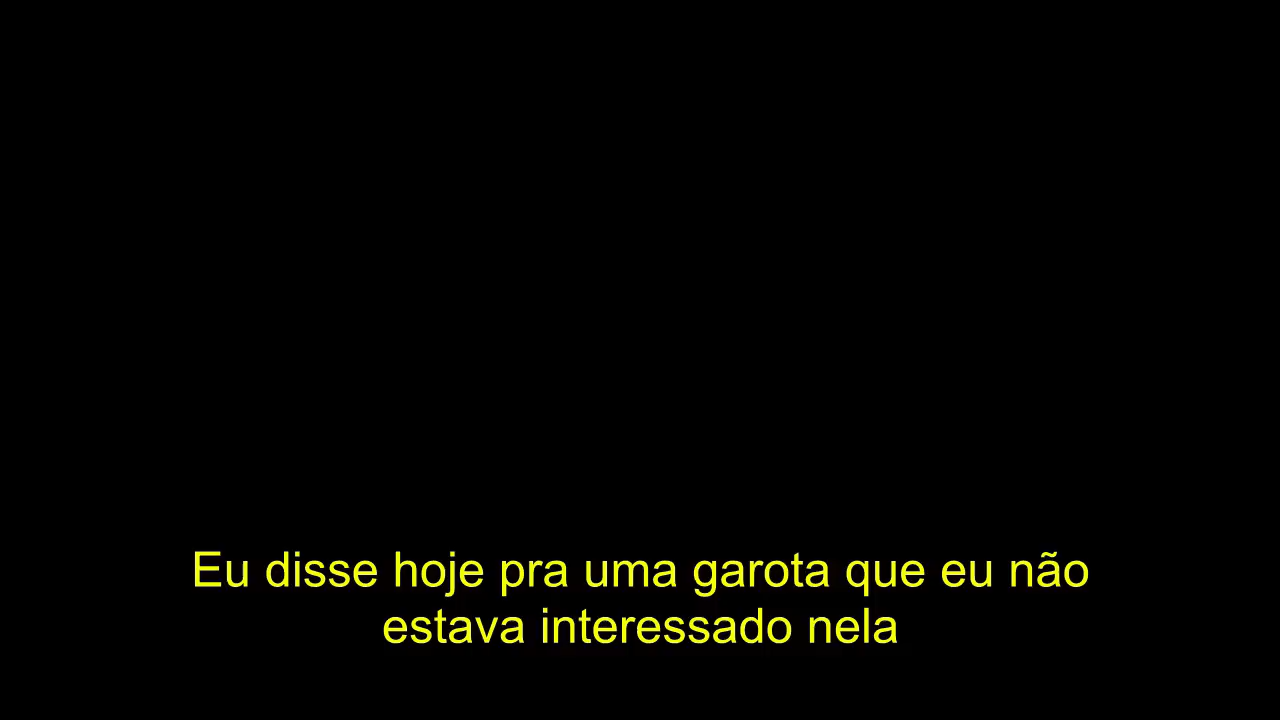 Eu disse hoje pra uma garota que eu não
estava interessado nela